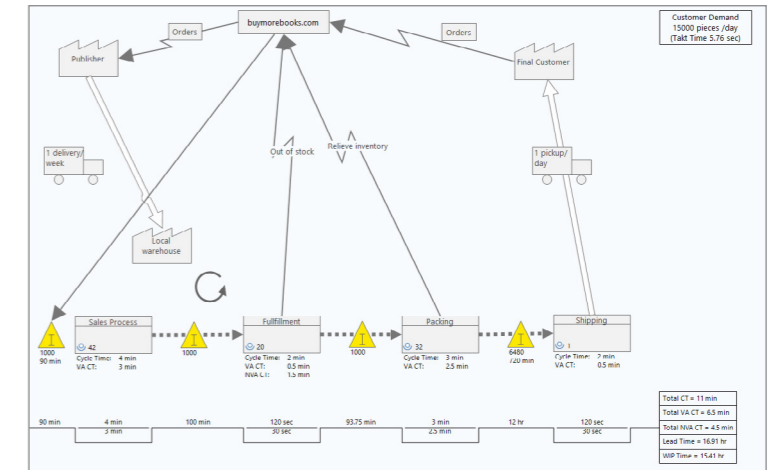 buymorebooks.com
Customer Demand
15000 pieces /day
(Takt Time 5.76 sec)
Orders
Orders
Publisher
Final Customer
1 delivery/
week
Out of stock
Relieve inventory
1 pickup/
day
Local
warehouse
Sales Process
Fullfillment
Packing
Shipping
42
20
32
1
1000
90 min
1000
1000
6480
720 min
Cycle Time: 4 min
VA CT: 3 min
Cycle Time: 2 min
VA CT: 0.5 min
NVA CT: 1.5 min
Cycle Time: 3 min
VA CT: 2.5 min
Cycle Time: 2 min
VA CT: 0.5 min
90 min
4 min
3 min
100 min
120 sec
30 sec
93.75 min
3 min
2.5 min
12 hr
120 sec
30 sec
Total CT = 11 min
Total VA CT = 6.5 min
Total NVA CT = 4.5 min
Lead Time = 16.91 hr
WIP Time = 15.41 hr